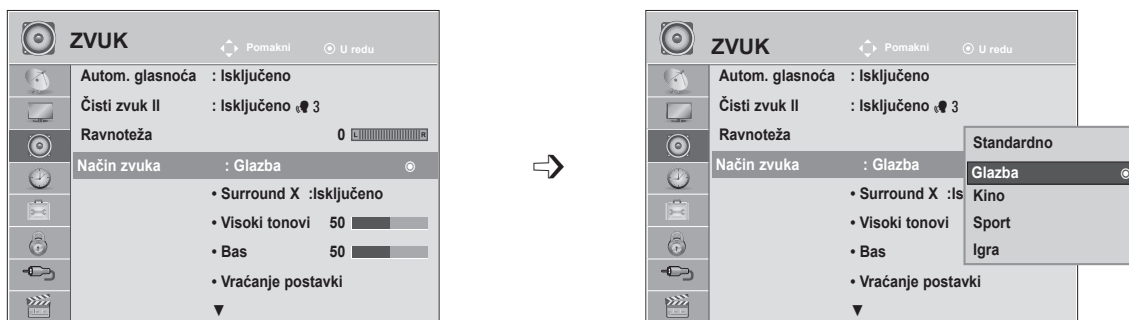 ZVUK
Pomakni U redu
Autom. glasnoća : Isključeno
Čisti zvuk II : Isključeno 3
Ravnoteža 0 L R
Način zvuka : Glazba
• Surround X :Isključeno
• Visoki tonovi 50
• Bas 50
• Vraćanje postavki
▼
ZVUK
Pomakni U redu
Autom. glasnoća : Isključeno
Čisti zvuk II : Isključeno 3
Ravnoteža
Način zvuka : Glazba
• Surround X :Is
• Visoki tonovi
• Bas
• Vraćanje postavki
▼
Standardno
Glazba
Kino
Sport
Igra